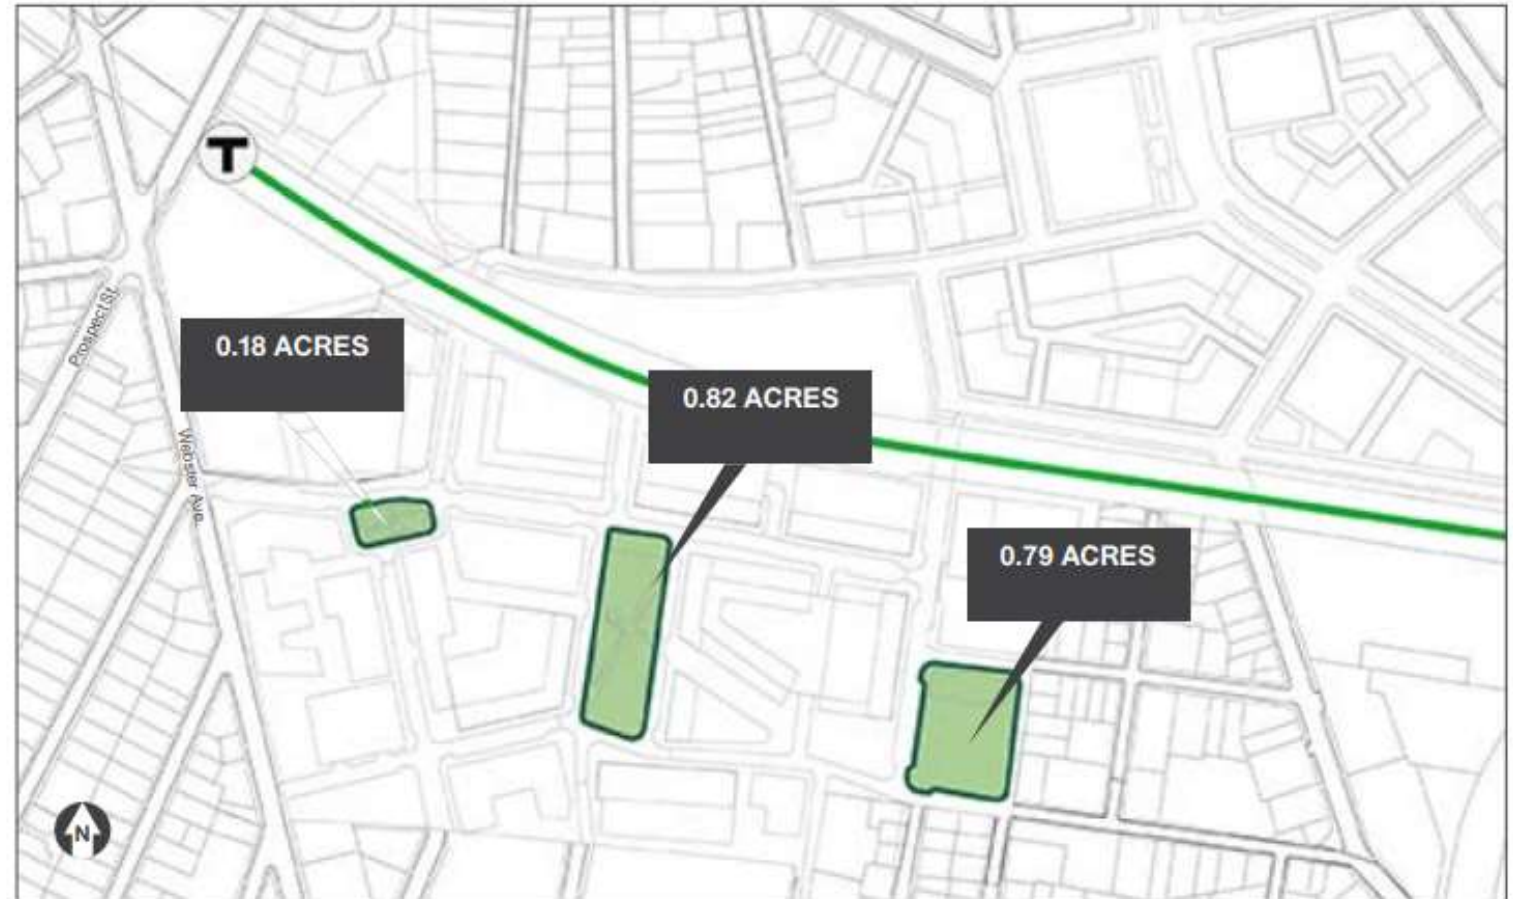 T
Prospect St.
0.18 ACRES
0.82 ACRES
Webster Ave.
0.79 ACRES
N